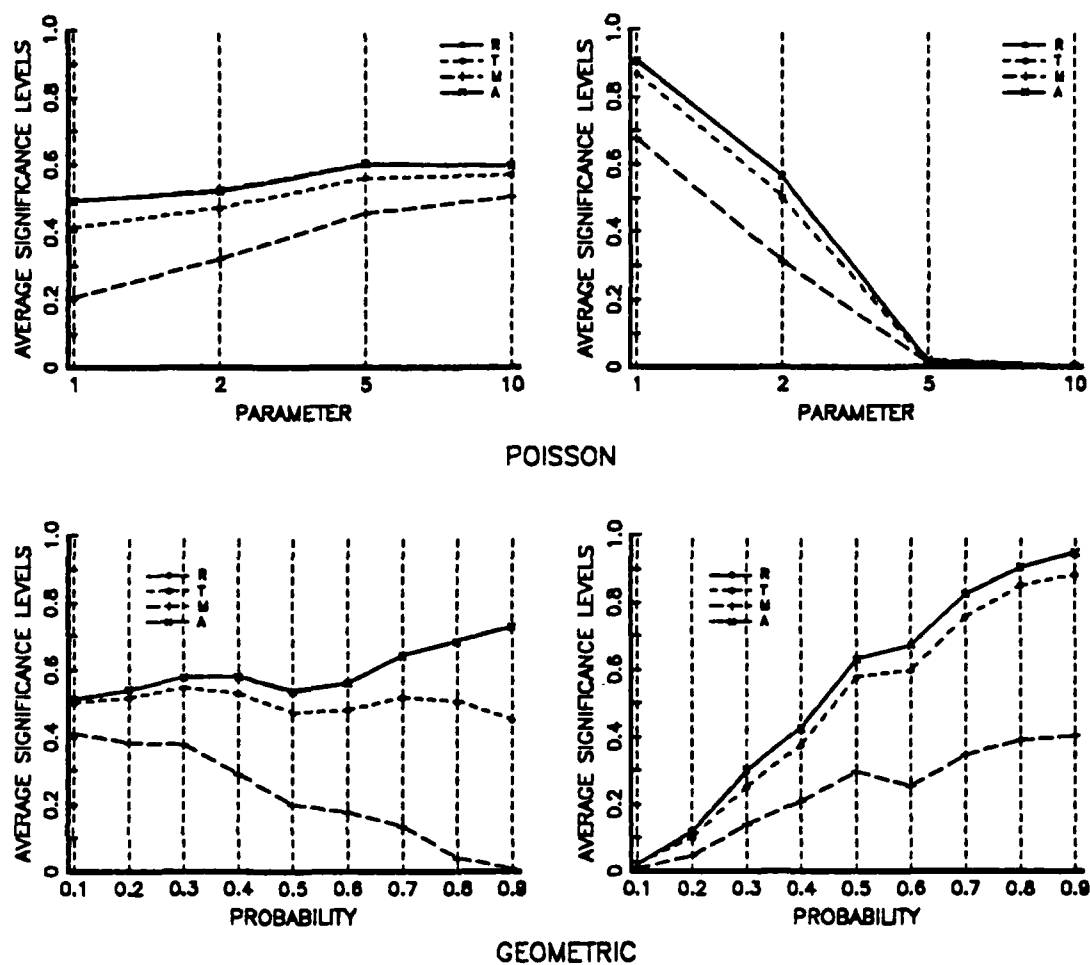 AVERAGE SIGNIFICANCE LEVELS
1.0
0.8
0.6
0.4
0.2
0
R
T
M
A
1 2 5 10
PARAMETER
AVERAGE SIGNIFICANCE LEVELS
1.0
0.8
0.6
0.4
0.2
0
R
T
M
A
1 2 5 10
PARAMETER
POISSON
AVERAGE SIGNIFICANCE LEVELS
1.0
0.8
0.6
0.4
0.2
0
R
T
M
A
0.1 0.2 0.3 0.4 0.5 0.6 0.7 0.8 0.9
PROBABILITY
AVERAGE SIGNIFICANCE LEVELS
1.0
0.8
0.6
0.4
0.2
0
R
T
M
A
0.1 0.2 0.3 0.4 0.5 0.6 0.7 0.8 0.9
PROBABILITY
GEOMETRIC